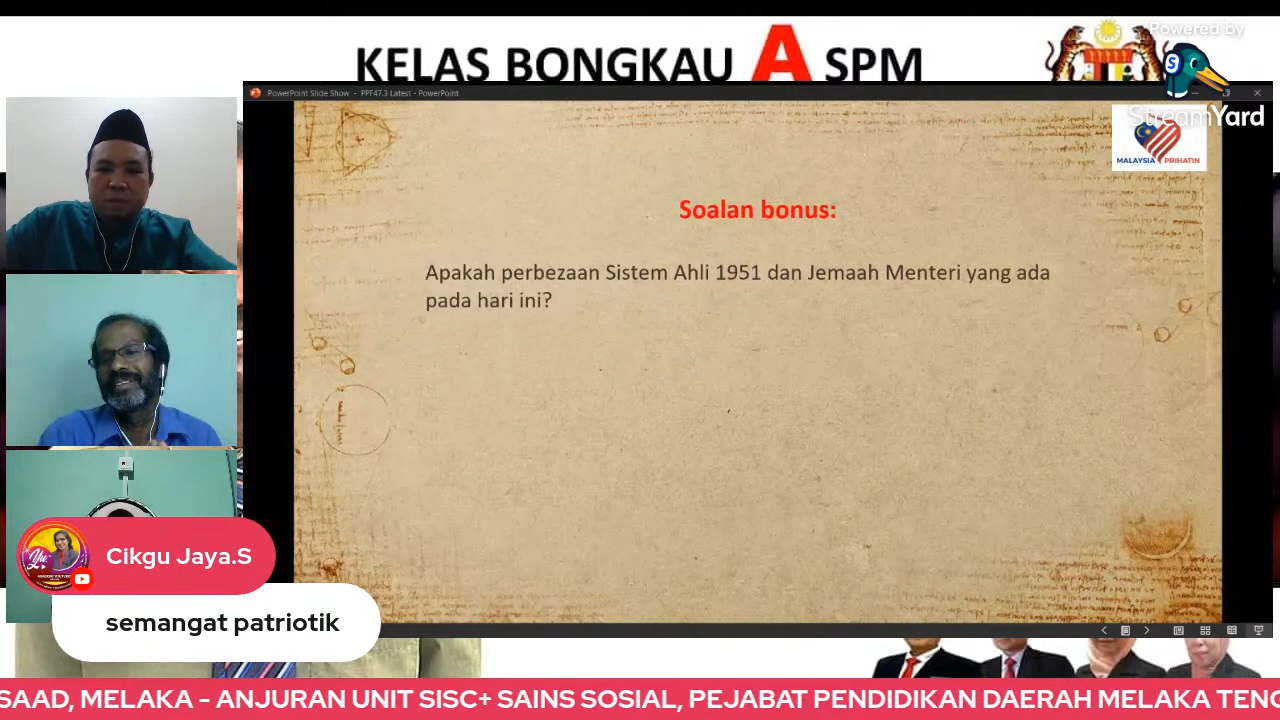 KELAS BONGKAU A SPM
Powered by
StreamYard
PowerPoint Slide Show - PPF47.3 Latest - PowerPoint
MALAYSIA PRIHATIN
Soalan bonus:
Apakah perbezaan Sistem Ahli 1951 dan Jemaah Menteri yang ada
pada hari ini?
Cikgu Jaya.S
semangat patriotik
SAAD, MELAKA - ANJURAN UNIT SISC+ SAINS SOSIAL, PEJABAT PENDIDIKAN DAERAH MELAKA TENG